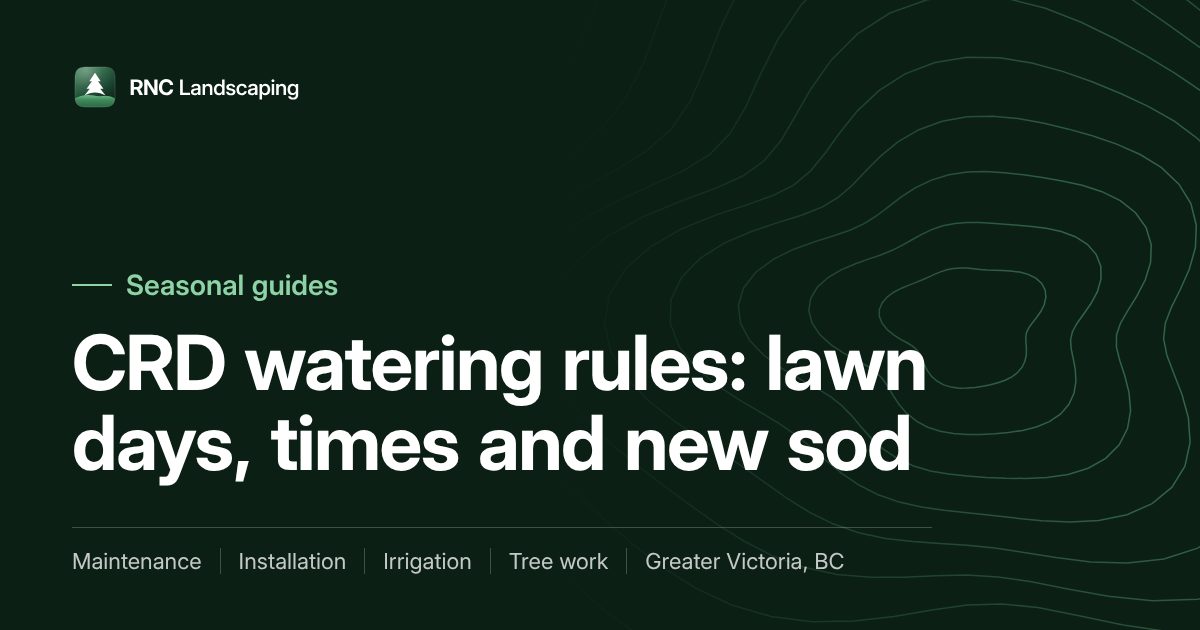 RNC Landscaping
Seasonal guides
CRD watering rules: lawn
days, times and new sod
Maintenance
Installation
Irrigation
Tree work
Greater Victoria, BC